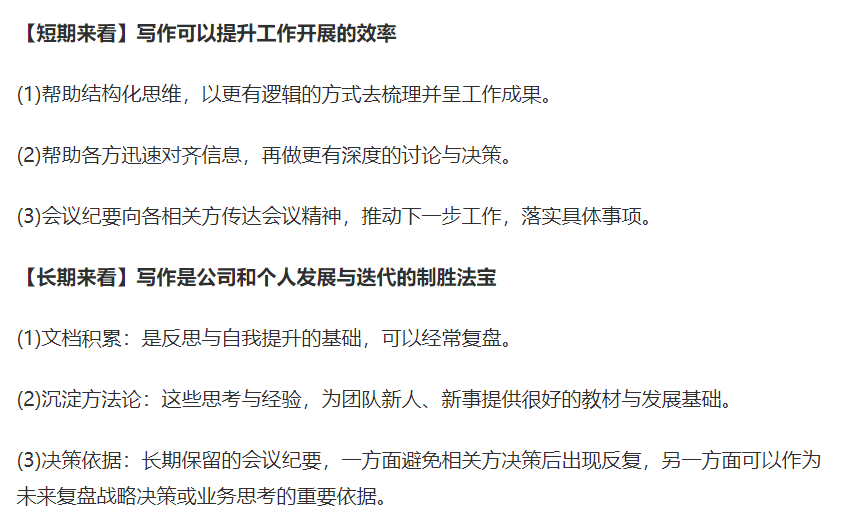 【短期来看】写作可以提升工作开展的效率
(1)帮助结构化思维，以更有逻辑的方式去梳理并呈工作成果。
(2)帮助各方迅速对齐信息，再做更有深度的讨论与决策。
(3)会议纪要向各相关方传达会议精神，推动下一步工作，落实具体事项。
【长期来看】写作是公司和个人发展与迭代的制胜法宝
(1)文档积累：是反思与自我提升的基础，可以经常复盘。
(2)沉淀方法论：这些思考与经验，为团队新人、新事提供很好的教材与发展基础。
(3)决策依据：长期保留的会议纪要，一方面避免相关方决策后出现反复，另一方面可以作为
未来复盘战略决策或业务思考的重要依据。